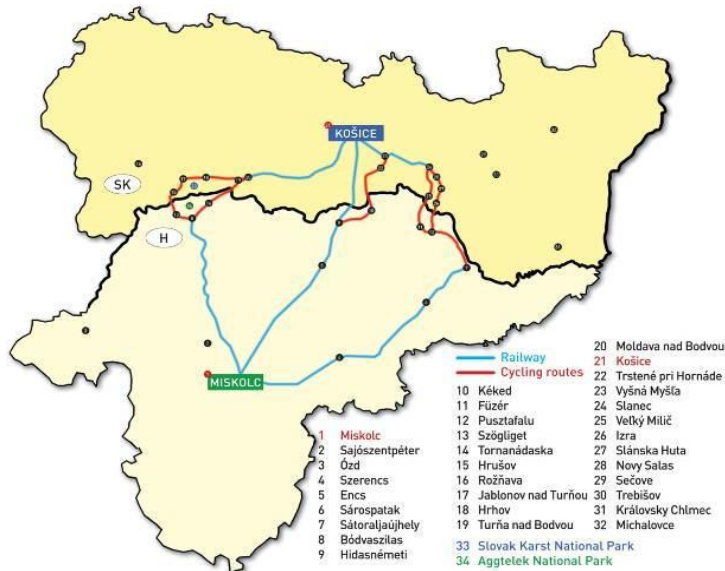 KOŠICE
SK
H
MISKOLC
Railway
Cycling routes
1 Miskolc
2 Sajószentpéter
3 Ózd
4 Szerencs
5 Encs
6 Sárospatak
7 Sátoraljaújhely
8 Bódvaszilas
9 Hidasnémeti
10 Kéked
11 Füzér
12 Pusztafalu
13 Szögliget
14 Tornanádaska
15 Hrušov
16 Rožňava
17 Jablonov nad Turňou
18 Hrhov
19 Turňa nad Bodvou
20 Moldava nad Bodvou
21 Košice
22 Trstené pri Hornáde
23 Vyšná Myšľa
24 Slanec
25 Veľký Milič
26 Izra
27 Slánska Huta
28 Novy Salas
29 Sečove
30 Trebišov
31 Královsky Chlmec
32 Michalovce
33 Slovak Karst National Park
34 Aggtelek National Park